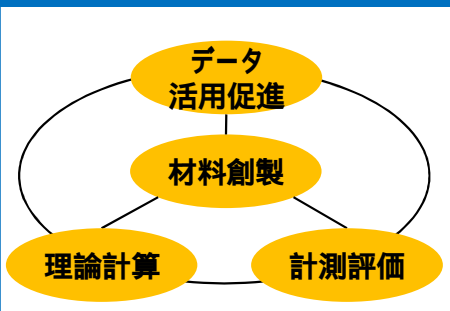 データ
活用促進
材料創製
理論計算
計測評価